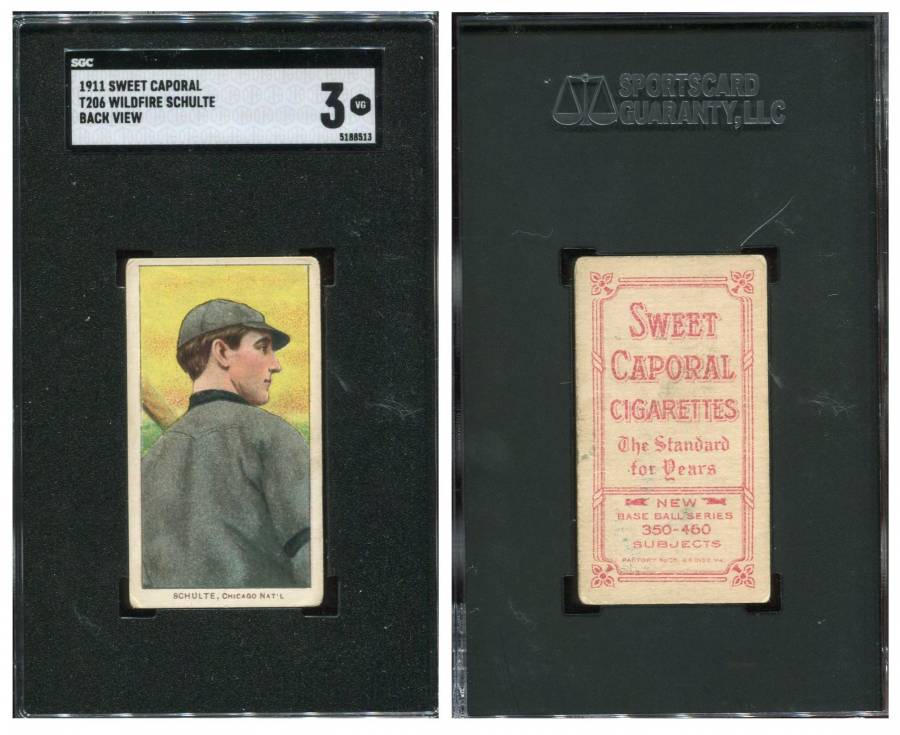 SGC
1911 SWEET CAPORAL
T206 WILDFIRE SCHULTE
BACK VIEW
3 VG
5188513
SCHULTE, CHICAGO NAT'L
SPORTSCARD
GUARANTY, LLC
SWEET
CAPORAL
CIGARETTES
The Standard
for Years
NEW
BASE BALL SERIES
350-460
SUBJECTS
FACTORY